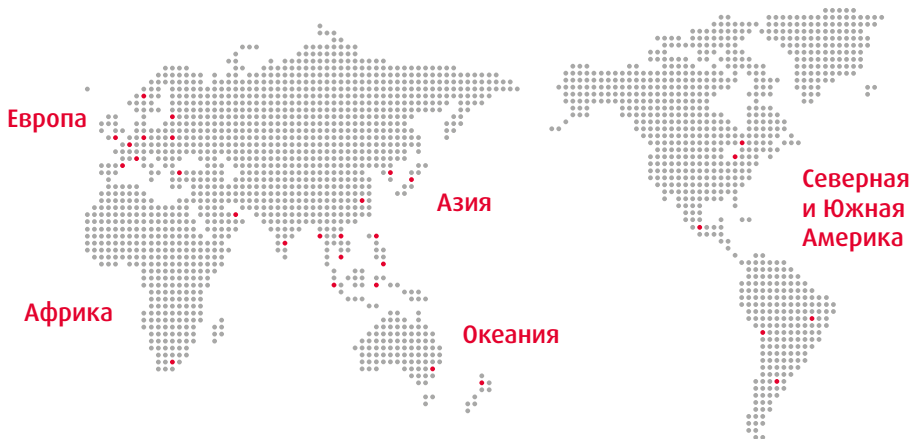 Европа
Азия
Северная
и Южная
Америка
Африка
Океания